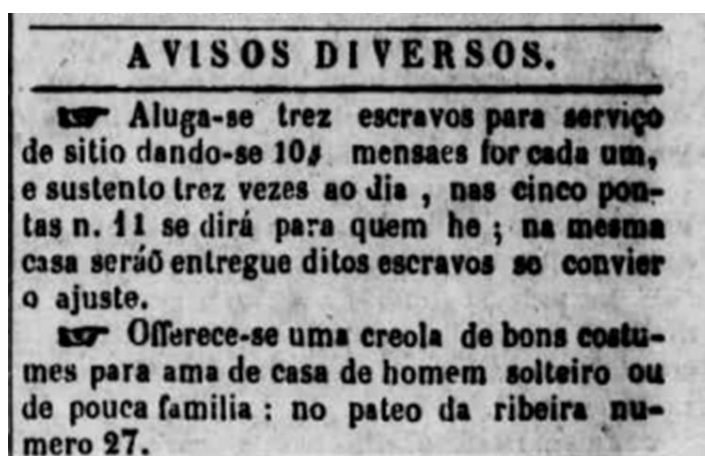 AVISOS DIVERSOS.
☞ Aluga-se trez escravos para serviço
de sitio dando-se 10$ mensaes for cada um,
e sustento trez vezes ao dia , nas cinco pon-
tas n. 11 se dirá para quem he ; na mesma
casa seráõ entregue ditos escravos se convier
o ajuste.
☞ Offerece-se uma creola de bons costu-
mes para ama de casa de homem solteiro ou
de pouca familia : no pateo da ribeira nu-
mero 27.